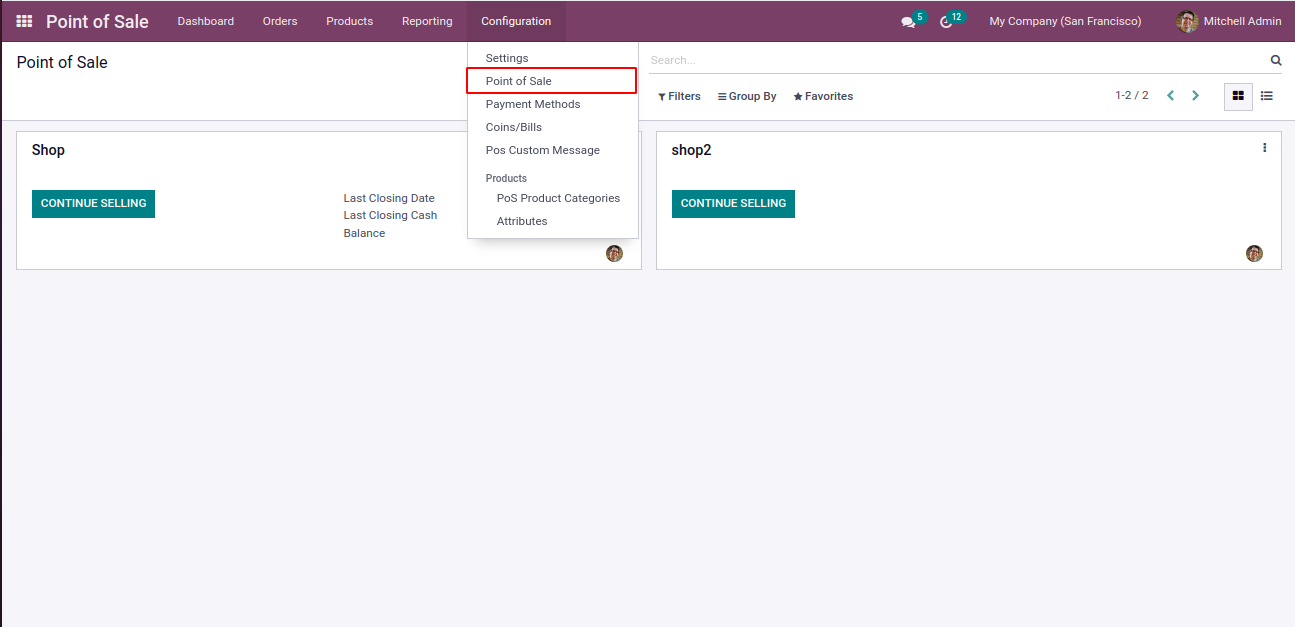 Point of Sale Dashboard Orders Products Reporting Configuration 5 12 My Company (San Francisco) Mitchell Admin
Point of Sale
Search...
Filters Group By Favorites 1-2 / 2
Settings
Point of Sale
Payment Methods
Coins/Bills
Pos Custom Message
Products
PoS Product Categories
Attributes
Shop
CONTINUE SELLING
Last Closing Date
Last Closing Cash
Balance
shop2
CONTINUE SELLING